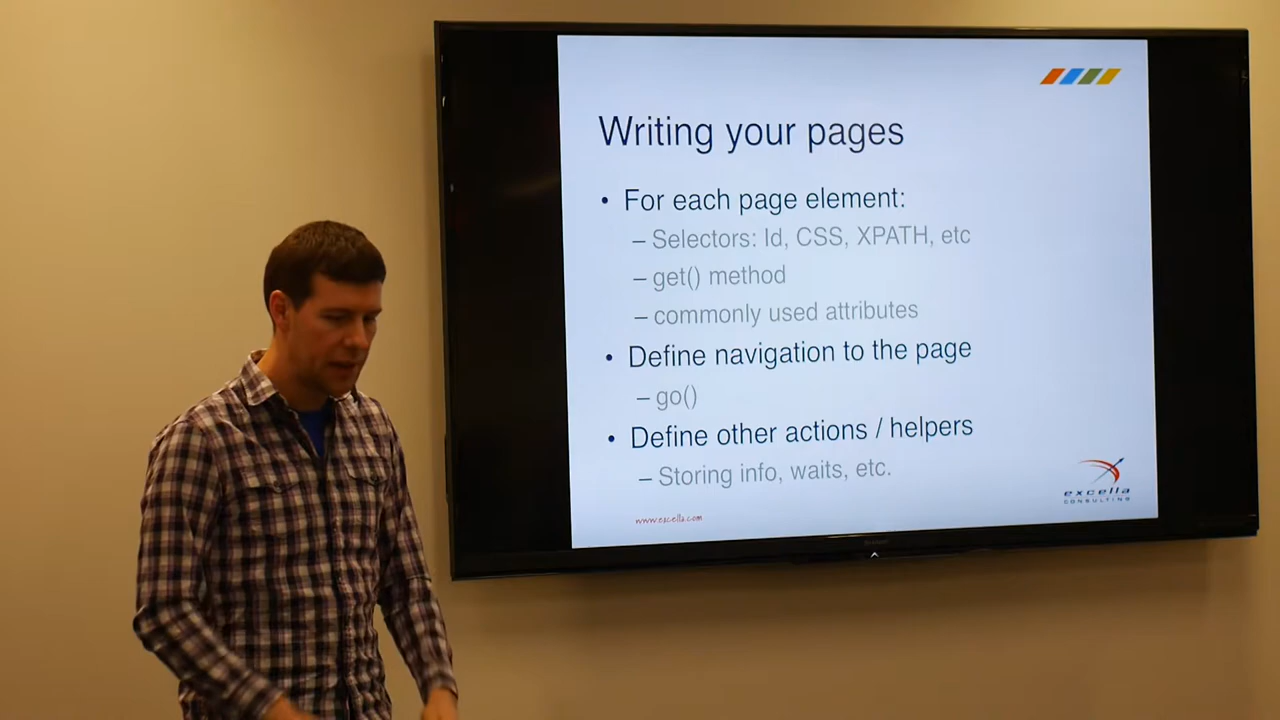 Writing your pages
• For each page element:
– Selectors: Id, CSS, XPATH, etc
– get() method
– commonly used attributes
• Define navigation to the page
– go()
• Define other actions / helpers
– Storing info, waits, etc.
excella
CONSULTING
www.excella.com